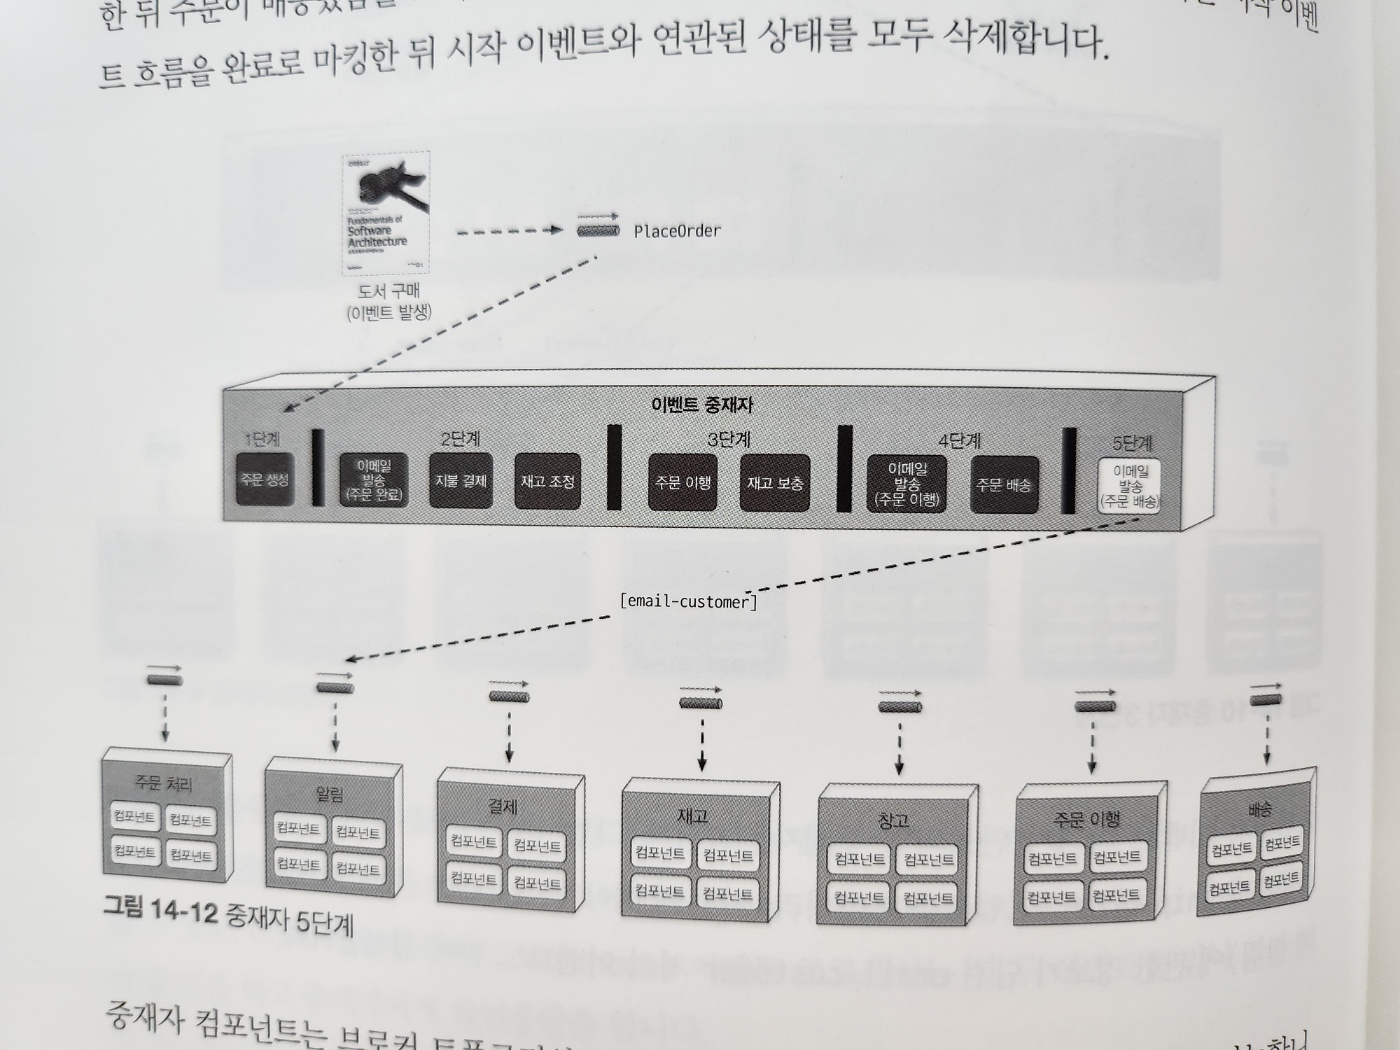 한 뒤 주문이
이벤
트 흐름을 완료로 마킹한 뒤 시작 이벤트와 연관된 상태를 모두 삭제합니다.
Fundamentals of
Software
Architecture
PlaceOrder
도서 구매
(이벤트 발생)
이벤트 중재자
1단계
2단계
3단계
4단계
5단계
주문 생성
이메일
발송
(주문 완료)
지불 결제
재고 조정
주문 이행
재고 보충
이메일
발송
(주문 이행)
주문 배송
이메일
발송
(주문 배송)
[email-customer]
주문 처리
컴포넌트 컴포넌트
컴포넌트 컴포넌트
알림
컴포넌트 컴포넌트
컴포넌트 컴포넌트
결제
컴포넌트 컴포넌트
컴포넌트 컴포넌트
재고
컴포넌트 컴포넌트
컴포넌트 컴포넌트
창고
컴포넌트 컴포넌트
컴포넌트 컴포넌트
주문 이행
컴포넌트 컴포넌트
컴포넌트 컴포넌트
배송
컴포넌트 컴포넌트
컴포넌트 컴포넌트
그림 14-12 중재자 5단계
중재자 컴포넌트는 브로커